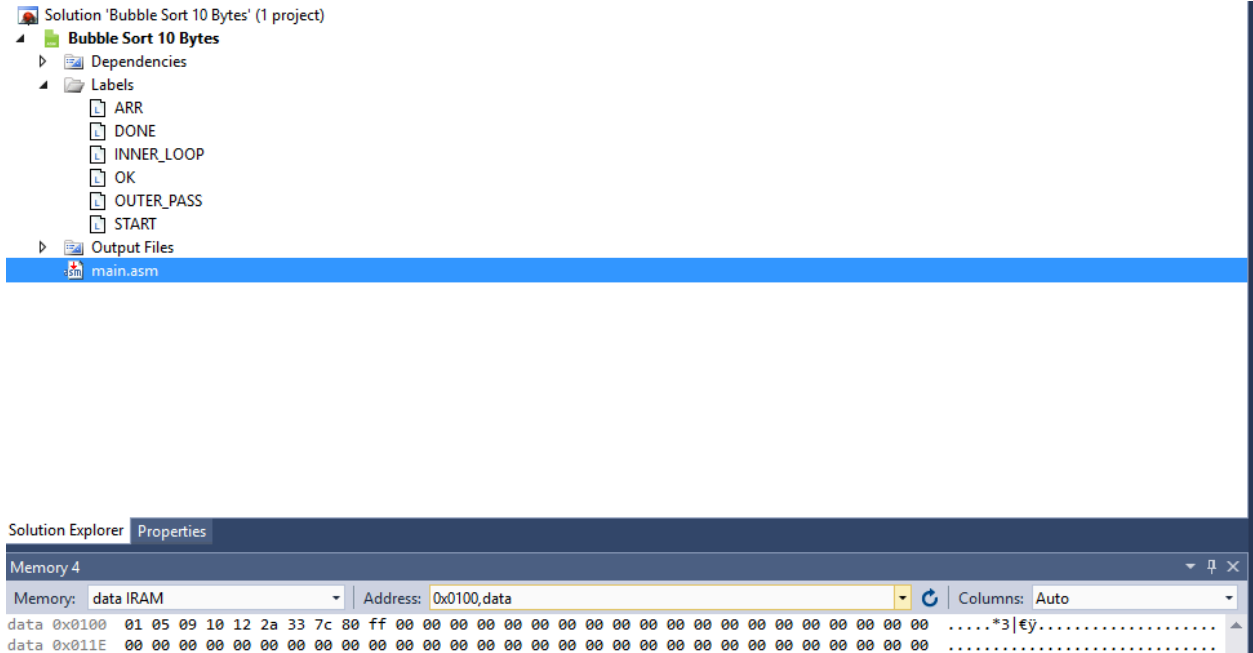 Solution 'Bubble Sort 10 Bytes' (1 project)
Bubble Sort 10 Bytes
Dependencies
Labels
ARR
DONE
INNER_LOOP
OK
OUTER_PASS
START
Output Files
main.asm
Solution Explorer Properties
Memory 4
Memory: data IRAM Address: 0x0100,data Columns: Auto
data 0x0100 01 05 09 10 12 2a 33 7c 80 ff 00 00 00 00 00 00 00 00 00 00 00 00 00 00 00 00 00 00 00 00 .....*3|€ÿ....................
data 0x011E 00 00 00 00 00 00 00 00 00 00 00 00 00 00 00 00 00 00 00 00 00 00 00 00 00 00 00 00 00 00 ..............................